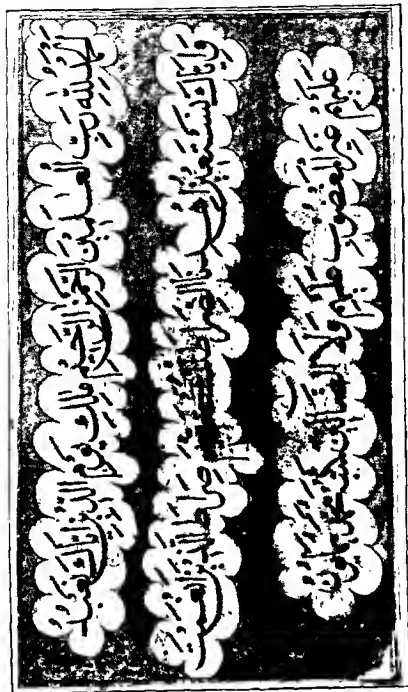 الحمد لله رب العالمين الرحمن الرحيم مالك يوم الدين اياك نعبد
واياك نستعين اهدنا الصراط المستقيم صراط الذين انعمت
عليهم غير المغضوب عليهم ولا الضالين كتبه